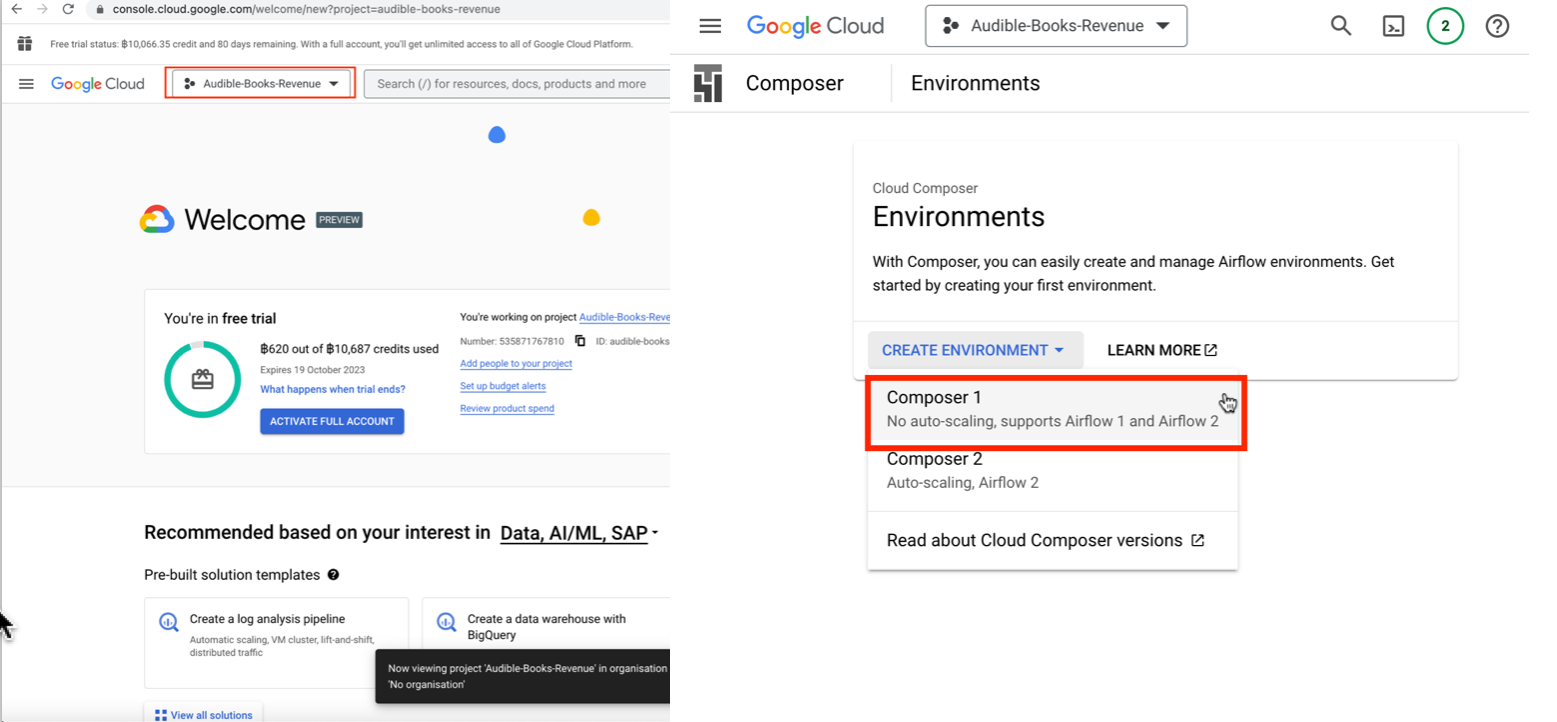 console.cloud.google.com/welcome/new?project=audible-books-revenue
Free trial status: ฿10,066.35 credit and 80 days remaining. With a full account, you'll get unlimited access to all of Google Cloud Platform.
Google Cloud
Audible-Books-Revenue
Search (/) for resources, docs, products and more
Welcome PREVIEW
You're in free trial
฿620 out of ฿10,687 credits used
Expires 19 October 2023
What happens when trial ends?
ACTIVATE FULL ACCOUNT
You're working on project Audible-Books-Reve
Number: 535871767810 ID: audible-books
Add people to your project
Set up budget alerts
Review product spend
Recommended based on your interest in Data, AI/ML, SAP
Pre-built solution templates
Create a log analysis pipeline
Automatic scaling, VM cluster, lift-and-shift,
distributed traffic
Create a data warehouse with
BigQuery
Now viewing project 'Audible-Books-Revenue' in organisation
'No organisation'
View all solutions
Google Cloud
Audible-Books-Revenue
2
Composer
Environments
Cloud Composer
Environments
With Composer, you can easily create and manage Airflow environments. Get
started by creating your first environment.
CREATE ENVIRONMENT
LEARN MORE
Composer 1
No auto-scaling, supports Airflow 1 and Airflow 2
Composer 2
Auto-scaling, Airflow 2
Read about Cloud Composer versions